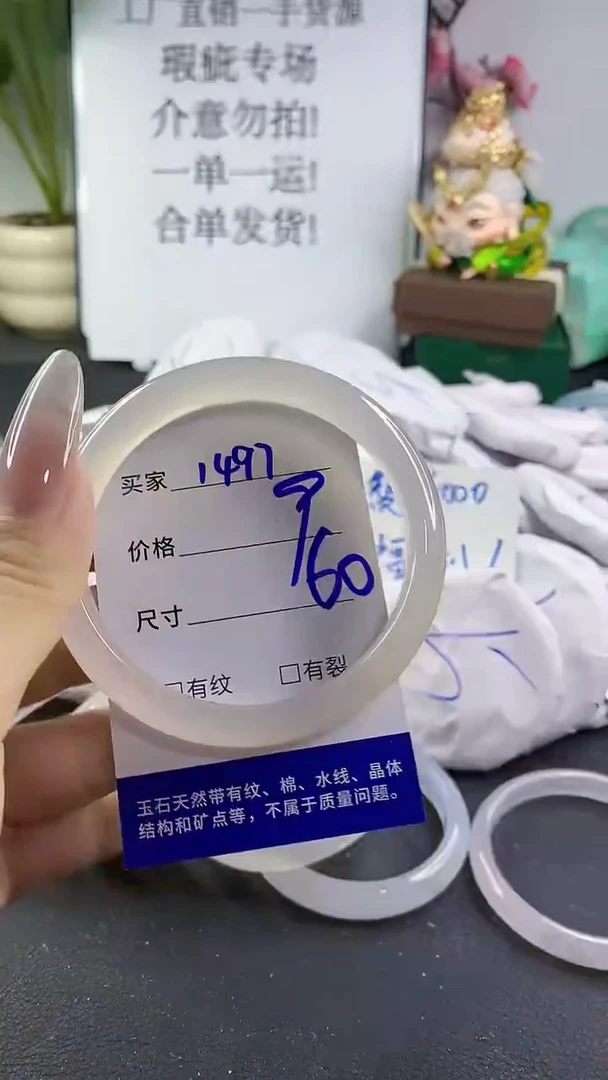 工厂直销一手货源
瑕疵专场
介意勿拍!
一单一运!
合单发货!
买家 1497
价格
尺寸 60
□有纹 □有裂
玉石天然带有纹、棉、水线、晶体
结构和矿点等，不属于质量问题。